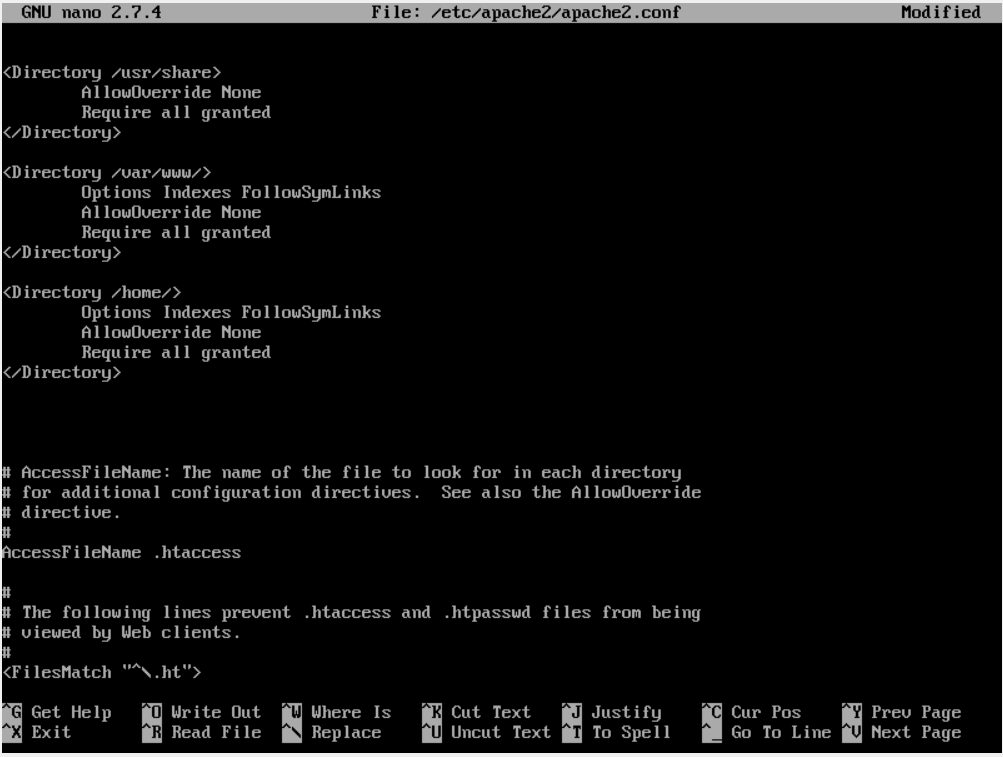 GNU nano 2.7.4 File: /etc/apache2/apache2.conf Modified
<Directory /usr/share>
AllowOverride None
Require all granted
</Directory>
<Directory /var/www/>
Options Indexes FollowSymLinks
AllowOverride None
Require all granted
</Directory>
<Directory /home/>
Options Indexes FollowSymLinks
AllowOverride None
Require all granted
</Directory>
# AccessFileName: The name of the file to look for in each directory
# for additional configuration directives.  See also the AllowOverride
# directive.
#
AccessFileName .htaccess
#
# The following lines prevent .htaccess and .htpasswd files from being
# viewed by Web clients.
#
<FilesMatch "^\.ht">
^G Get Help ^O Write Out ^W Where Is ^K Cut Text ^J Justify ^C Cur Pos ^Y Prev Page
^X Exit ^R Read File ^\ Replace ^U Uncut Text ^T To Spell ^_ Go To Line ^V Next Page